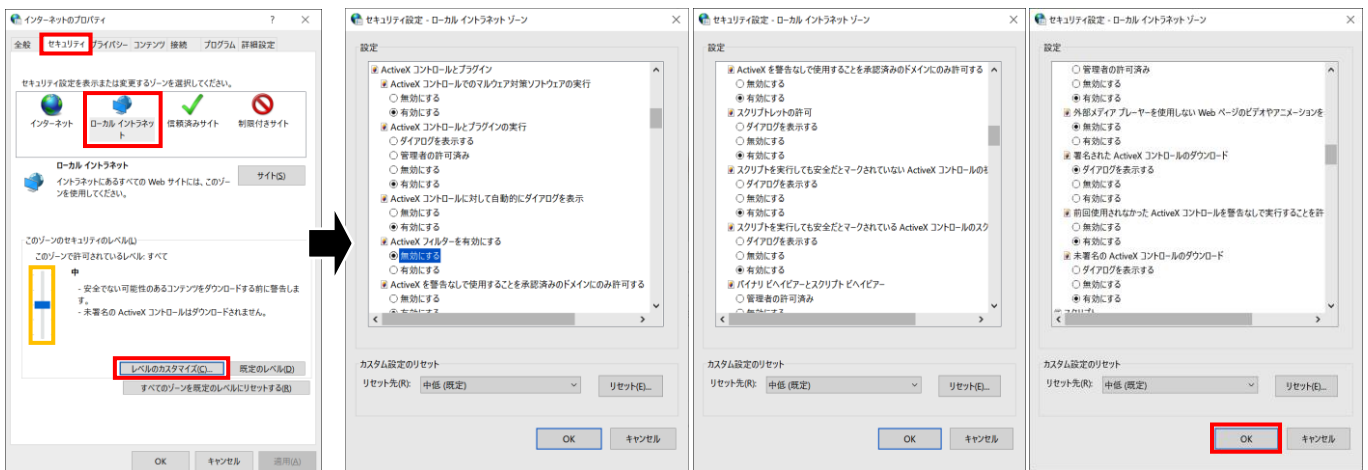 インターネットのプロパティ
全般 セキュリティ プライバシー コンテンツ 接続 プログラム 詳細設定
セキュリティ設定を表示または変更するゾーンを選択してください。
インターネット
ローカル イントラネッ
ト
信頼済みサイト
制限付きサイト
ローカル イントラネット
イントラネットにあるすべての Web サイトには、このゾー
ンを使用してください。
サイト(S)
このゾーンのセキュリティのレベル(L)
このゾーンで許可されているレベル: すべて
中
- 安全でない可能性のあるコンテンツをダウンロードする前に警告しま
す。
- 未署名の ActiveX コントロールはダウンロードされません。
レベルのカスタマイズ(C)...
既定のレベル(D)
すべてのゾーンを既定のレベルにリセットする(R)
OK キャンセル 適用(A)
セキュリティ設定 - ローカル イントラネット ゾーン
設定
ActiveX コントロールとプラグイン
ActiveX コントロールでのマルウェア対策ソフトウェアの実行
無効にする
有効にする
ActiveX コントロールとプラグインの実行
ダイアログを表示する
管理者の許可済み
無効にする
有効にする
ActiveX コントロールに対して自動的にダイアログを表示
無効にする
有効にする
ActiveX フィルターを有効にする
無効にする
有効にする
ActiveX を警告なしで使用することを承認済みのドメインにのみ許可する
無効にする
有効にする
カスタム設定のリセット
リセット先(R): 中低 (既定) リセット(E)...
OK キャンセル
セキュリティ設定 - ローカル イントラネット ゾーン
設定
ActiveX を警告なしで使用することを承認済みのドメインにのみ許可する
無効にする
有効にする
スクリプトレットの許可
ダイアログを表示する
無効にする
有効にする
スクリプトを実行しても安全だとマークされていない ActiveX コントロールの
ダイアログを表示する
無効にする
有効にする
スクリプトを実行しても安全だとマークされている ActiveX コントロールのスク
ダイアログを表示する
無効にする
有効にする
バイナリ ビヘイビアーとスクリプト ビヘイビアー
管理者の許可済み
無効にする
カスタム設定のリセット
リセット先(R): 中低 (既定) リセット(E)...
OK キャンセル
セキュリティ設定 - ローカル イントラネット ゾーン
設定
管理者の許可済み
無効にする
有効にする
外部メディア プレーヤーを使用しない Web ページのビデオやアニメーションを
無効にする
有効にする
署名された ActiveX コントロールのダウンロード
ダイアログを表示する
無効にする
有効にする
前回使用されなかった ActiveX コントロールを警告なしで実行することを許
無効にする
有効にする
未署名の ActiveX コントロールのダウンロード
ダイアログを表示する
無効にする
有効にする
スクリプト
カスタム設定のリセット
リセット先(R): 中低 (既定) リセット(E)...
OK キャンセル